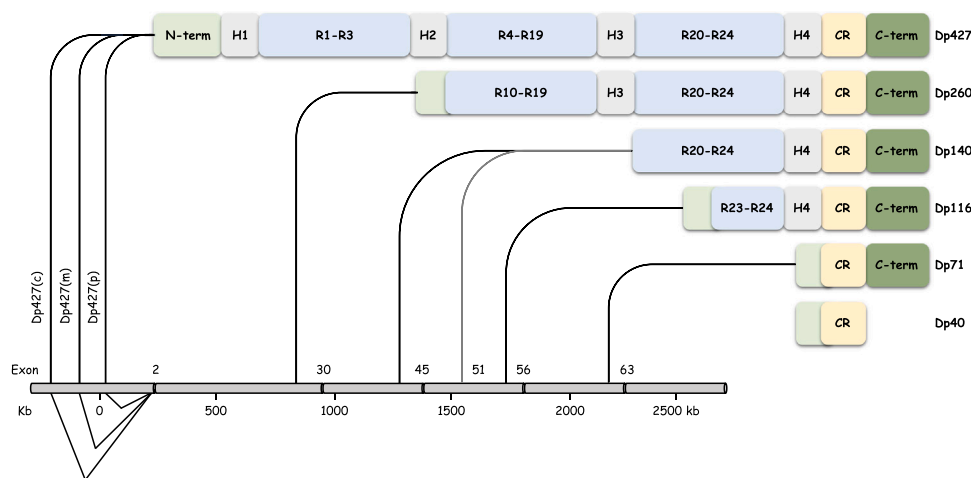 N-term H1 R1-R3 H2 R4-R19 H3 R20-R24 H4 CR C-term Dp427
R10-R19 H3 R20-R24 H4 CR C-term Dp260
R20-R24 H4 CR C-term Dp140
R23-R24 H4 CR C-term Dp116
CR C-term Dp71
CR Dp40
Dp427(c)
Dp427(m)
Dp427(p)
Exon 2 30 45 51 56 63
Kb 0 500 1000 1500 2000 2500 kb